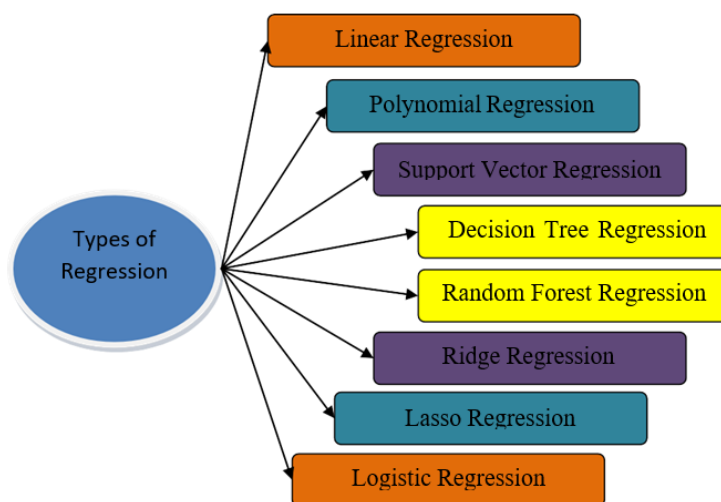 Linear Regression
Polynomial Regression
Support Vector Regression
Types of
Regression
Decision Tree Regression
Random Forest Regression
Ridge Regression
Lasso Regression
Logistic Regression